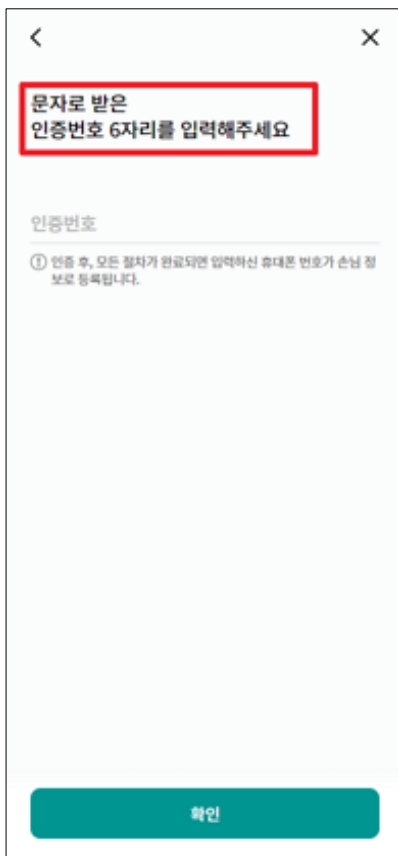 문자로 받은
인증번호 6자리를 입력해주세요
인증번호
인증 후, 모든 절차가 완료되면 입력하신 휴대폰 번호가 손님 정
보로 등록됩니다.
확인